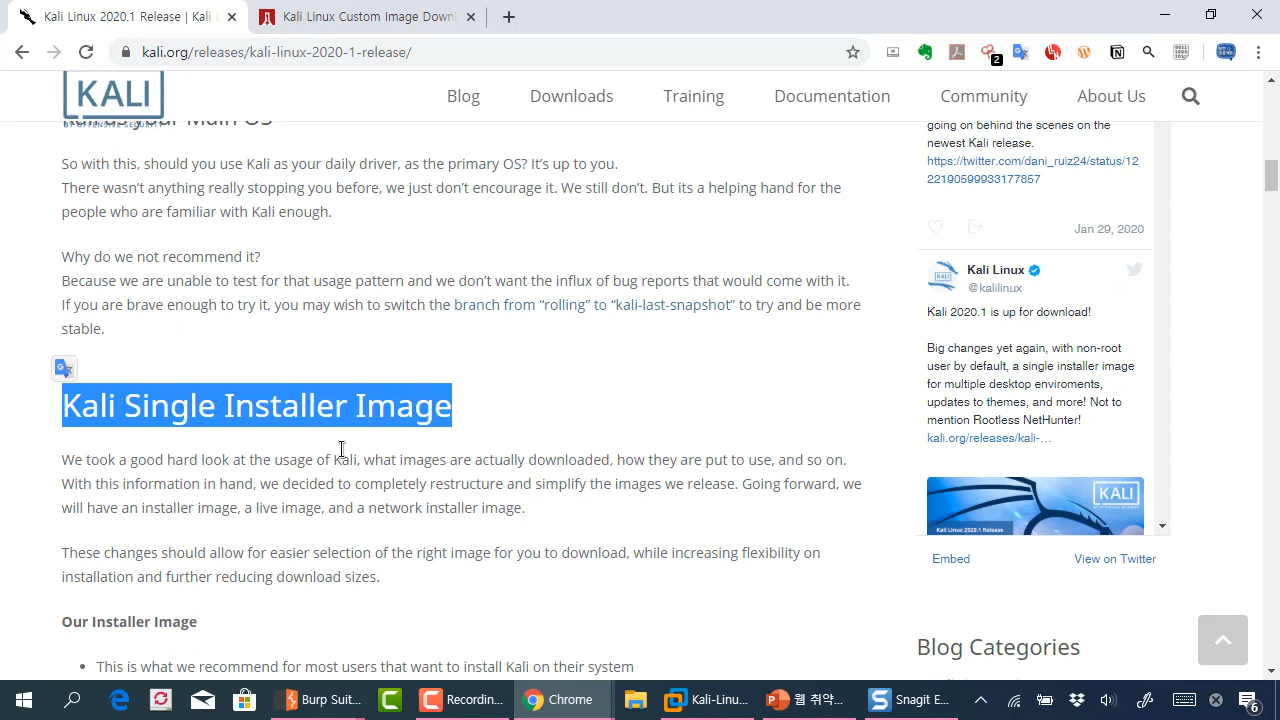 Kali Linux 2020.1 Release | Kali L
Kali Linux Custom Image Downl
kali.org/releases/kali-linux-2020-1-release/
2
KALI
BY OFFENSIVE SECURITY
Blog
Downloads
Training
Documentation
Community
About Us
Kali as your Main OS
So with this, should you use Kali as your daily driver, as the primary OS? It’s up to you.
There wasn’t anything really stopping you before, we just don’t encourage it. We still don’t. But its a helping hand for the
people who are familiar with Kali enough.
Why do we not recommend it?
Because we are unable to test for that usage pattern and we don’t want the influx of bug reports that would come with it.
If you are brave enough to try it, you may wish to switch the branch from “rolling” to “kali-last-snapshot” to try and be more
stable.
Kali Single Installer Image
We took a good hard look at the usage of Kali, what images are actually downloaded, how they are put to use, and so on.
With this information in hand, we decided to completely restructure and simplify the images we release. Going forward, we
will have an installer image, a live image, and a network installer image.
These changes should allow for easier selection of the right image for you to download, while increasing flexibility on
installation and further reducing download sizes.
Our Installer Image
• This is what we recommend for most users that want to install Kali on their system
going on behind the scenes on the
newest Kali release.
https://twitter.com/dani_ruiz24/status/12
22190599933177857
Jan 29, 2020
Kali Linux
@kalilinux
Kali 2020.1 is up for download!
Big changes yet again, with non-root
user by default, a single installer image
for multiple desktop enviroments,
updates to themes, and more! Not to
mention Rootless NetHunter!
kali.org/releases/kali-…
KALI
Kali Linux 2020.1 Release
Embed
View on Twitter
Blog Categories
Burp Suit...
Recordin...
Chrome
Kali-Linu...
웹 취약...
Snagit E...
6